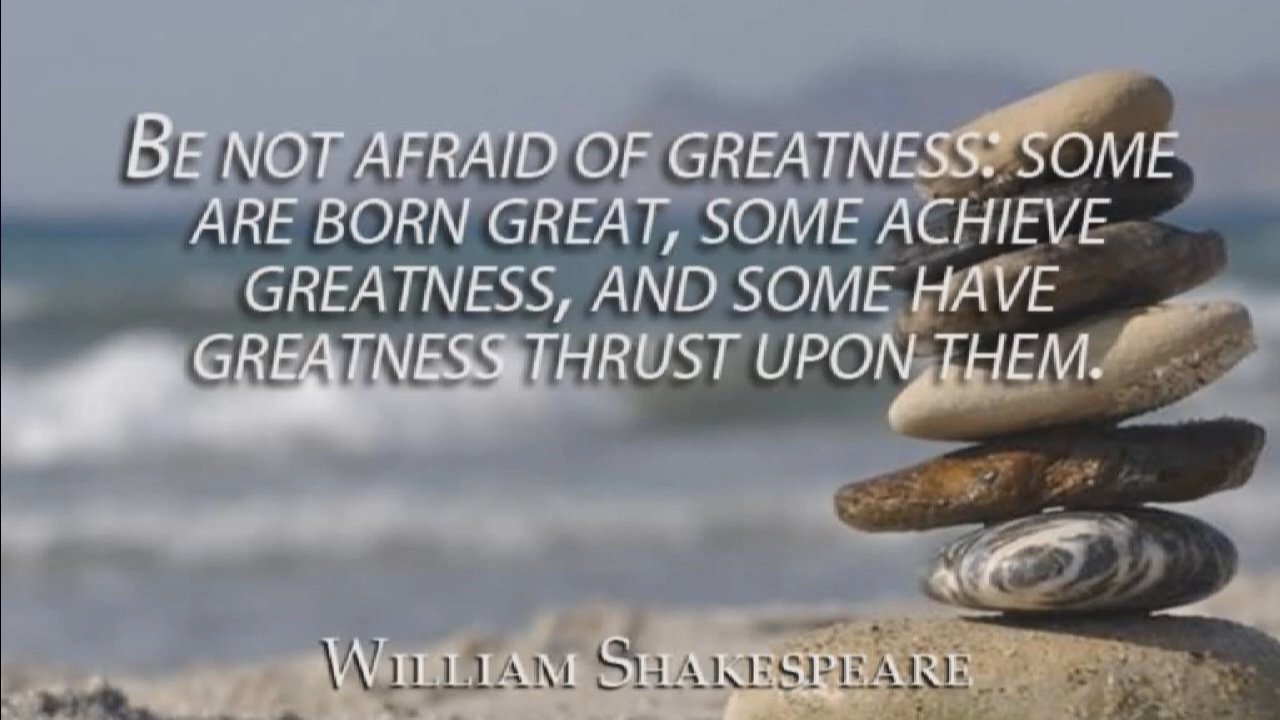 Be not afraid of greatness: some
are born great, some achieve
greatness, and some have
greatness thrust upon them.
William Shakespeare